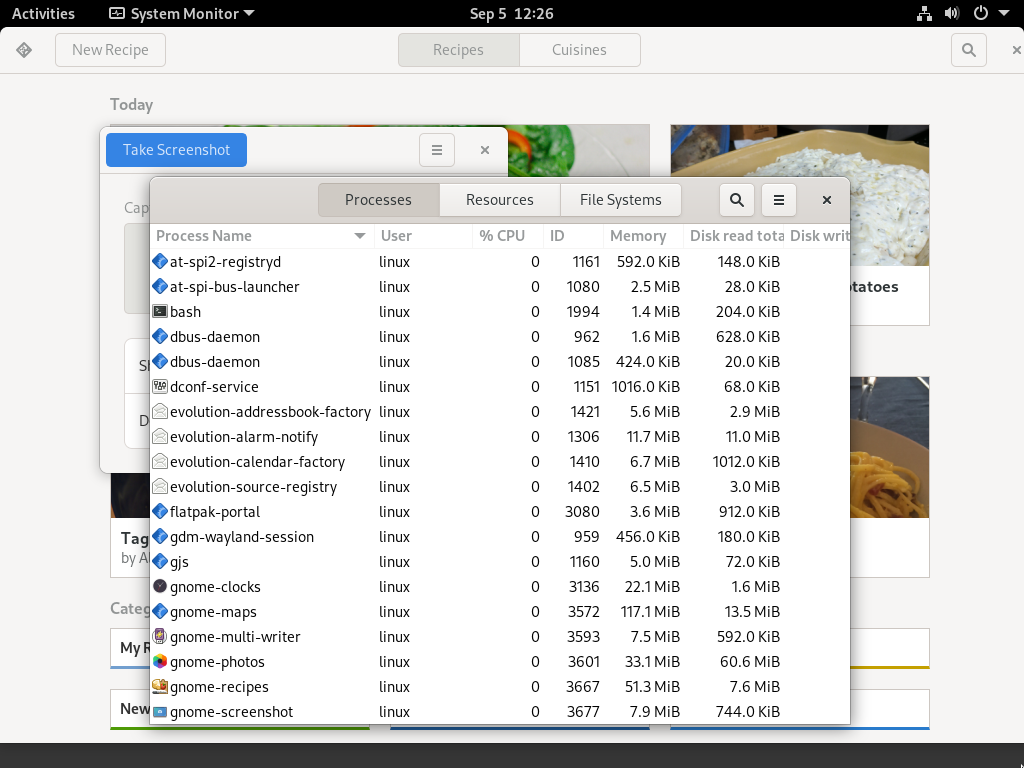 Activities System Monitor Sep 5 12:26
New Recipe Recipes Cuisines
Today
Take Screenshot
Processes Resources File Systems
Process Name User % CPU ID Memory Disk read tota Disk writ
at-spi2-registryd linux 0 1161 592.0 KiB 148.0 KiB
at-spi-bus-launcher linux 0 1080 2.5 MiB 28.0 KiB
bash linux 0 1994 1.4 MiB 204.0 KiB
dbus-daemon linux 0 962 1.6 MiB 628.0 KiB
dbus-daemon linux 0 1085 424.0 KiB 20.0 KiB
dconf-service linux 0 1151 1016.0 KiB 68.0 KiB
evolution-addressbook-factory linux 0 1421 5.6 MiB 2.9 MiB
evolution-alarm-notify linux 0 1306 11.7 MiB 11.0 MiB
evolution-calendar-factory linux 0 1410 6.7 MiB 1012.0 KiB
evolution-source-registry linux 0 1402 6.5 MiB 3.0 MiB
flatpak-portal linux 0 3080 3.6 MiB 912.0 KiB
gdm-wayland-session linux 0 959 456.0 KiB 180.0 KiB
gjs linux 0 1160 5.0 MiB 72.0 KiB
gnome-clocks linux 0 3136 22.1 MiB 1.6 MiB
gnome-maps linux 0 3572 117.1 MiB 13.5 MiB
gnome-multi-writer linux 0 3593 7.5 MiB 592.0 KiB
gnome-photos linux 0 3601 33.1 MiB 60.6 MiB
gnome-recipes linux 0 3667 51.3 MiB 7.6 MiB
gnome-screenshot linux 0 3677 7.9 MiB 744.0 KiB
Cap
otatoes
Tag
by A
Categ
My R
New